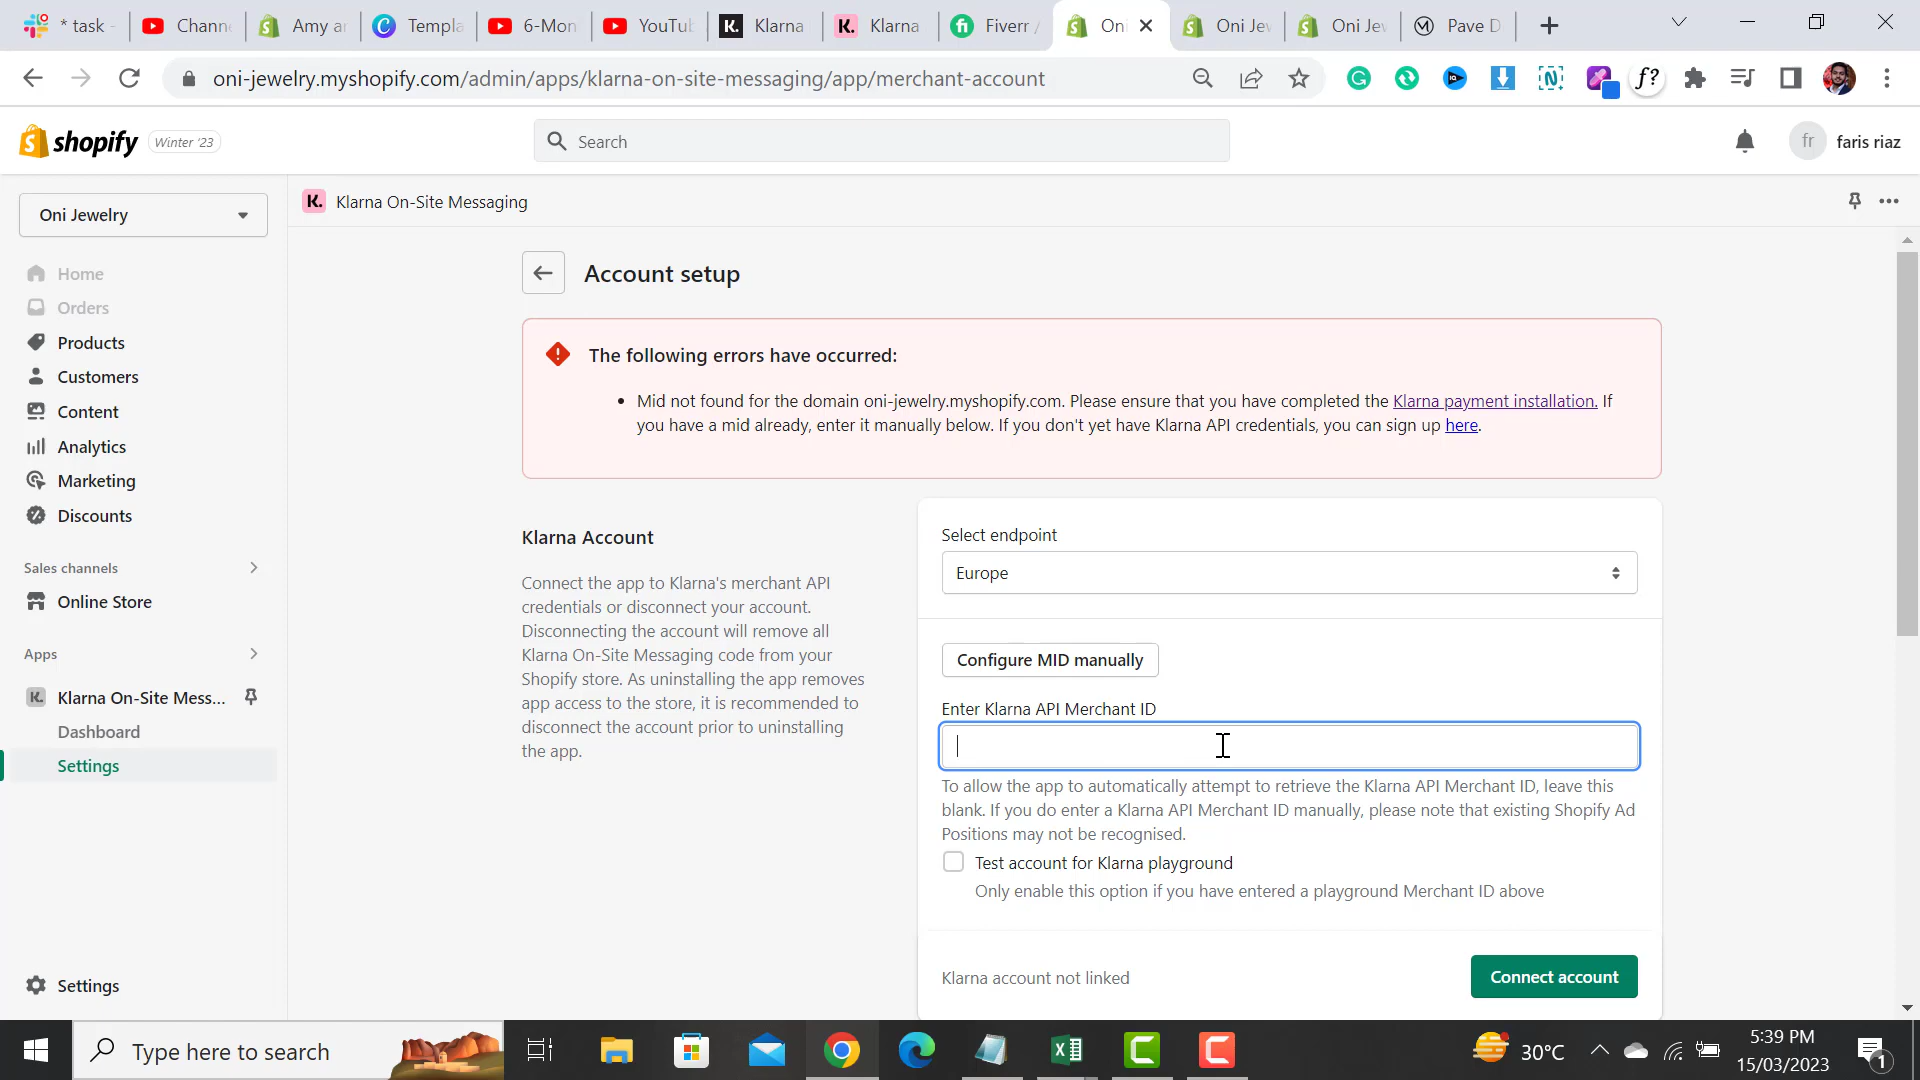 * task
Chann
Amy ar
Templa
6-Mon
YouTu
Klarna
Klarna
Fiverr /
Oni
Oni Jew
Oni Jew
Pave D
oni-jewelry.myshopify.com/admin/apps/klarna-on-site-messaging/app/merchant-account
shopify
Winter '23
Search
fr
faris riaz
Oni Jewelry
Home
Orders
Products
Customers
Content
Analytics
Marketing
Discounts
Sales channels
Online Store
Apps
Klarna On-Site Mess...
Dashboard
Settings
Settings
K. Klarna On-Site Messaging
Account setup
The following errors have occurred:
• Mid not found for the domain oni-jewelry.myshopify.com. Please ensure that you have completed the Klarna payment installation. If
you have a mid already, enter it manually below. If you don't yet have Klarna API credentials, you can sign up here.
Klarna Account
Connect the app to Klarna's merchant API
credentials or disconnect your account.
Disconnecting the account will remove all
Klarna On-Site Messaging code from your
Shopify store. As uninstalling the app removes
app access to the store, it is recommended to
disconnect the account prior to uninstalling
the app.
Select endpoint
Europe
Configure MID manually
Enter Klarna API Merchant ID
To allow the app to automatically attempt to retrieve the Klarna API Merchant ID, leave this
blank. If you do enter a Klarna API Merchant ID manually, please note that existing Shopify Ad
Positions may not be recognised.
Test account for Klarna playground
Only enable this option if you have entered a playground Merchant ID above
Klarna account not linked
Connect account
Type here to search
30°C
5:39 PM
15/03/2023
1